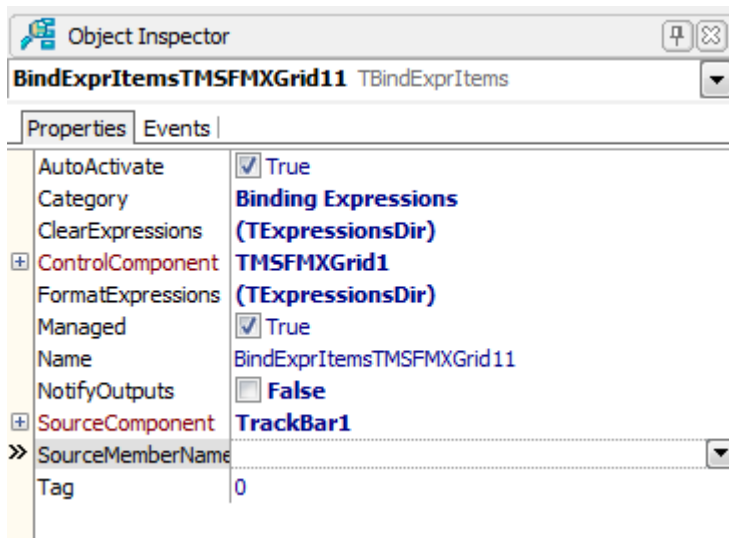 Object Inspector
BindExprItemsTMSFMXGrid11 TBindExprItems
Properties Events
AutoActivate True
Category Binding Expressions
ClearExpressions (TExpressionsDir)
ControlComponent TMSFMXGrid1
FormatExpressions (TExpressionsDir)
Managed True
Name BindExprItemsTMSFMXGrid11
NotifyOutputs False
SourceComponent TrackBar1
SourceMemberName
Tag 0